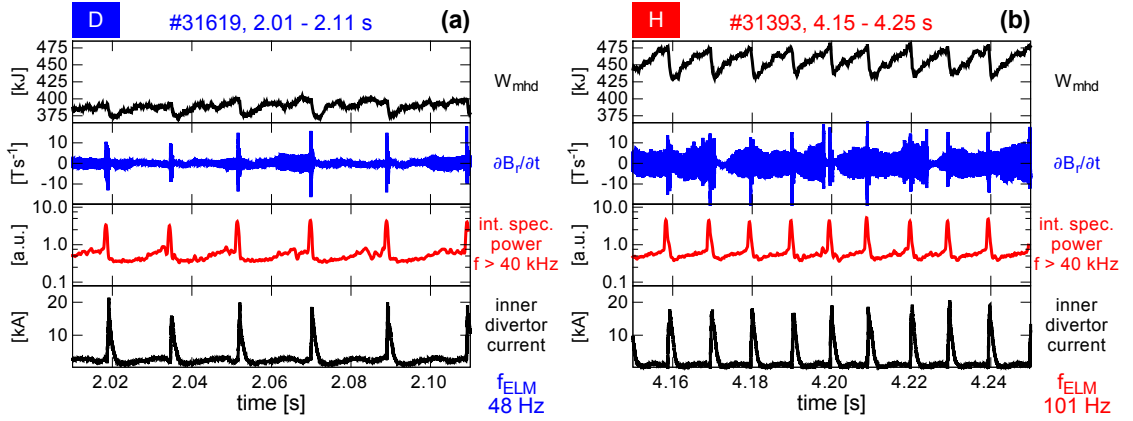 D
#31619, 2.01 - 2.11 s
(a)
475
450
425
400
375
[kJ]
W_mhd
10
0
-10
[T s⁻¹]
∂B_r/∂t
10.0
1.0
0.1
[a.u.]
int. spec.
power
f > 40 kHz
20
10
[kA]
inner
divertor
current
2.02 2.04 2.06 2.08 2.10
time [s]
f_ELM
48 Hz
H
#31393, 4.15 - 4.25 s
(b)
475
450
425
400
375
[kJ]
W_mhd
10
0
-10
[T s⁻¹]
∂B_r/∂t
10.0
1.0
0.1
[a.u.]
int. spec.
power
f > 40 kHz
20
10
[kA]
inner
divertor
current
4.16 4.18 4.20 4.22 4.24
time [s]
f_ELM
101 Hz